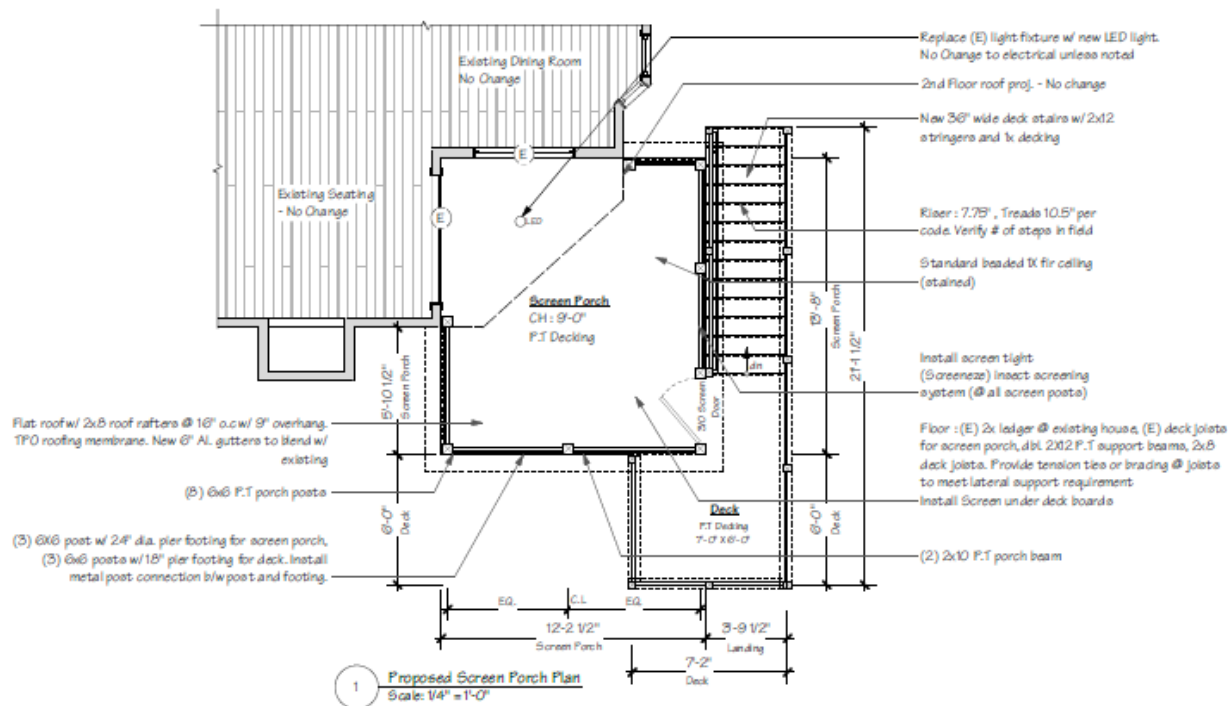 Existing Dining Room
No Change
Existing Seating
- No Change
E
E
LED
Screen Porch
CH : 9'-0"
P.T Decking
Replace (E) light fixture w/ new LED light.
No Change to electrical unless noted
2nd Floor roof proj. - No change
New 36" wide deck stairs w/ 2x12
stringers and 1x decking
Riser : 7.75" , Treads 10.5" per
code. Verify # of steps in field
Standard beaded 1X fir ceiling
(stained)
Install screen tight
(Screeneze) insect screening
system (@ all screen posts)
Floor : (E) 2x ledger @ existing house, (E) deck joists
for screen porch, dbl. 2X12 P.T support beams, 2x8
deck joists. Provide tension ties or bracing @ joists
to meet lateral support requirement
Install Screen under deck boards
(2) 2x10 P.T porch beam
Flat roof w/ 2x8 roof rafters @ 16" o.c w/ 9" overhang.
TPO roofing membrane. New 6" Al. gutters to blend w/
existing
(8) 6x6 P.T porch posts
(3) 6X6 post w/ 24" dia. pier footing for screen porch,
(3) 6x6 posts w/ 18" pier footing for deck. Install
metal post connection b/w post and footing.
5'-10 1/2"
Screen Porch
6'-0"
Deck
13'-8"
Screen Porch
21'-1 1/2"
6'-0"
Deck
dn
3/0 Screen
Door
Deck
P.T Decking
7'-0" X 6'-0"
EQ.
C.L
EQ.
12'-2 1/2"
Screen Porch
3'-9 1/2"
Landing
7'-2"
Deck
1
Proposed Screen Porch Plan
Scale: 1/4" = 1'-0"